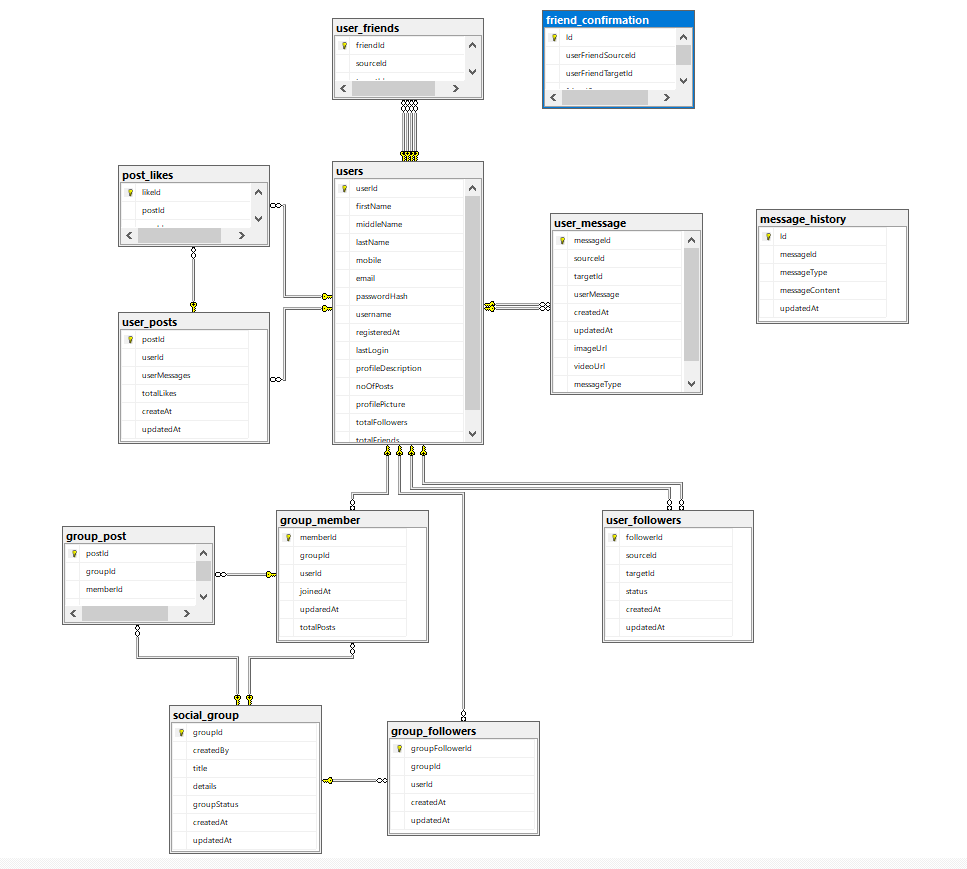 user_friends
friendId
sourceId
friend_confirmation
Id
userFriendSourceId
userFriendTargetId
post_likes
likeId
postId
users
userId
firstName
middleName
lastName
mobile
email
passwordHash
username
registeredAt
lastLogin
profileDescription
noOfPosts
profilePicture
totalFollowers
totalFriends
user_message
messageId
sourceId
targetId
userMessage
createdAt
updatedAt
imageUrl
videoUrl
messageType
message_history
Id
messageId
messageType
messageContent
updatedAt
user_posts
postId
userId
userMessages
totalLikes
createAt
updatedAt
group_post
postId
groupId
memberId
group_member
memberId
groupId
userId
joinedAt
updaredAt
totalPosts
user_followers
followerId
sourceId
targetId
status
createdAt
updatedAt
social_group
groupId
createdBy
title
details
groupStatus
createdAt
updatedAt
group_followers
groupFollowerId
groupId
userId
createdAt
updatedAt